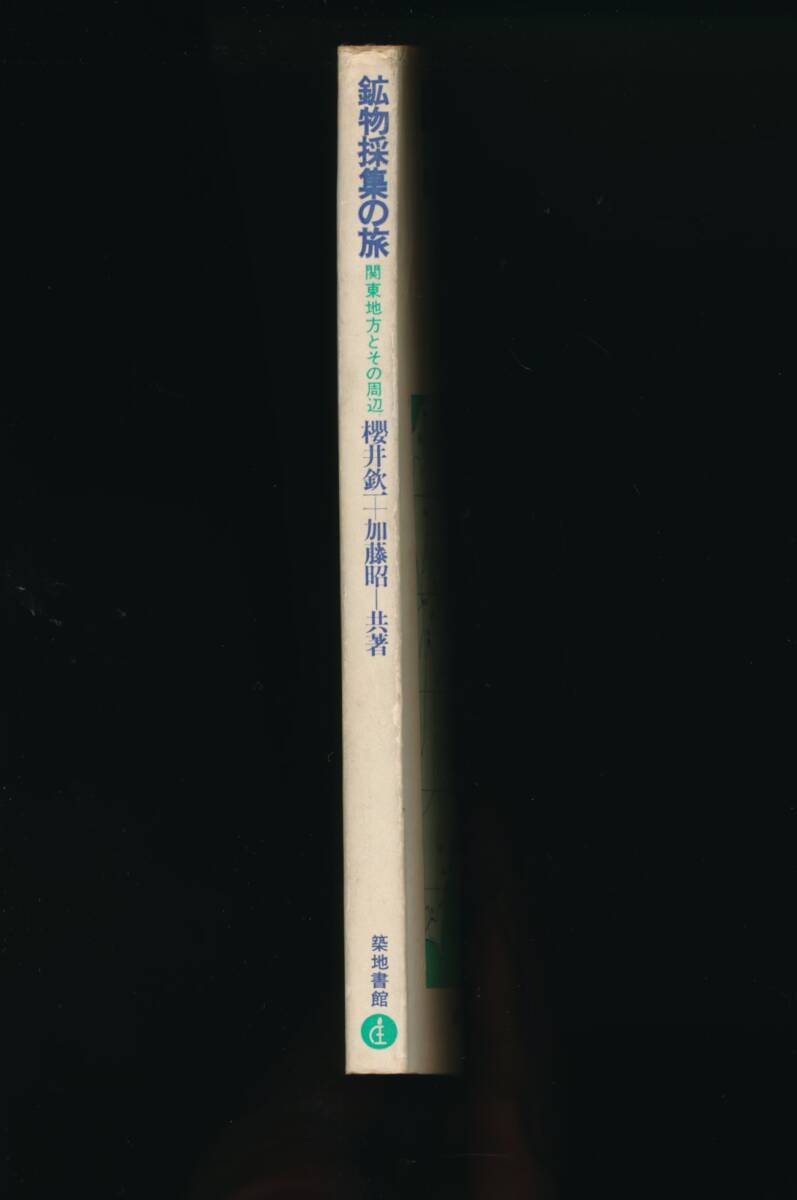 鉱物採集の旅
関東地方とその周辺
櫻井欽一＋加藤昭―共著
築地書館